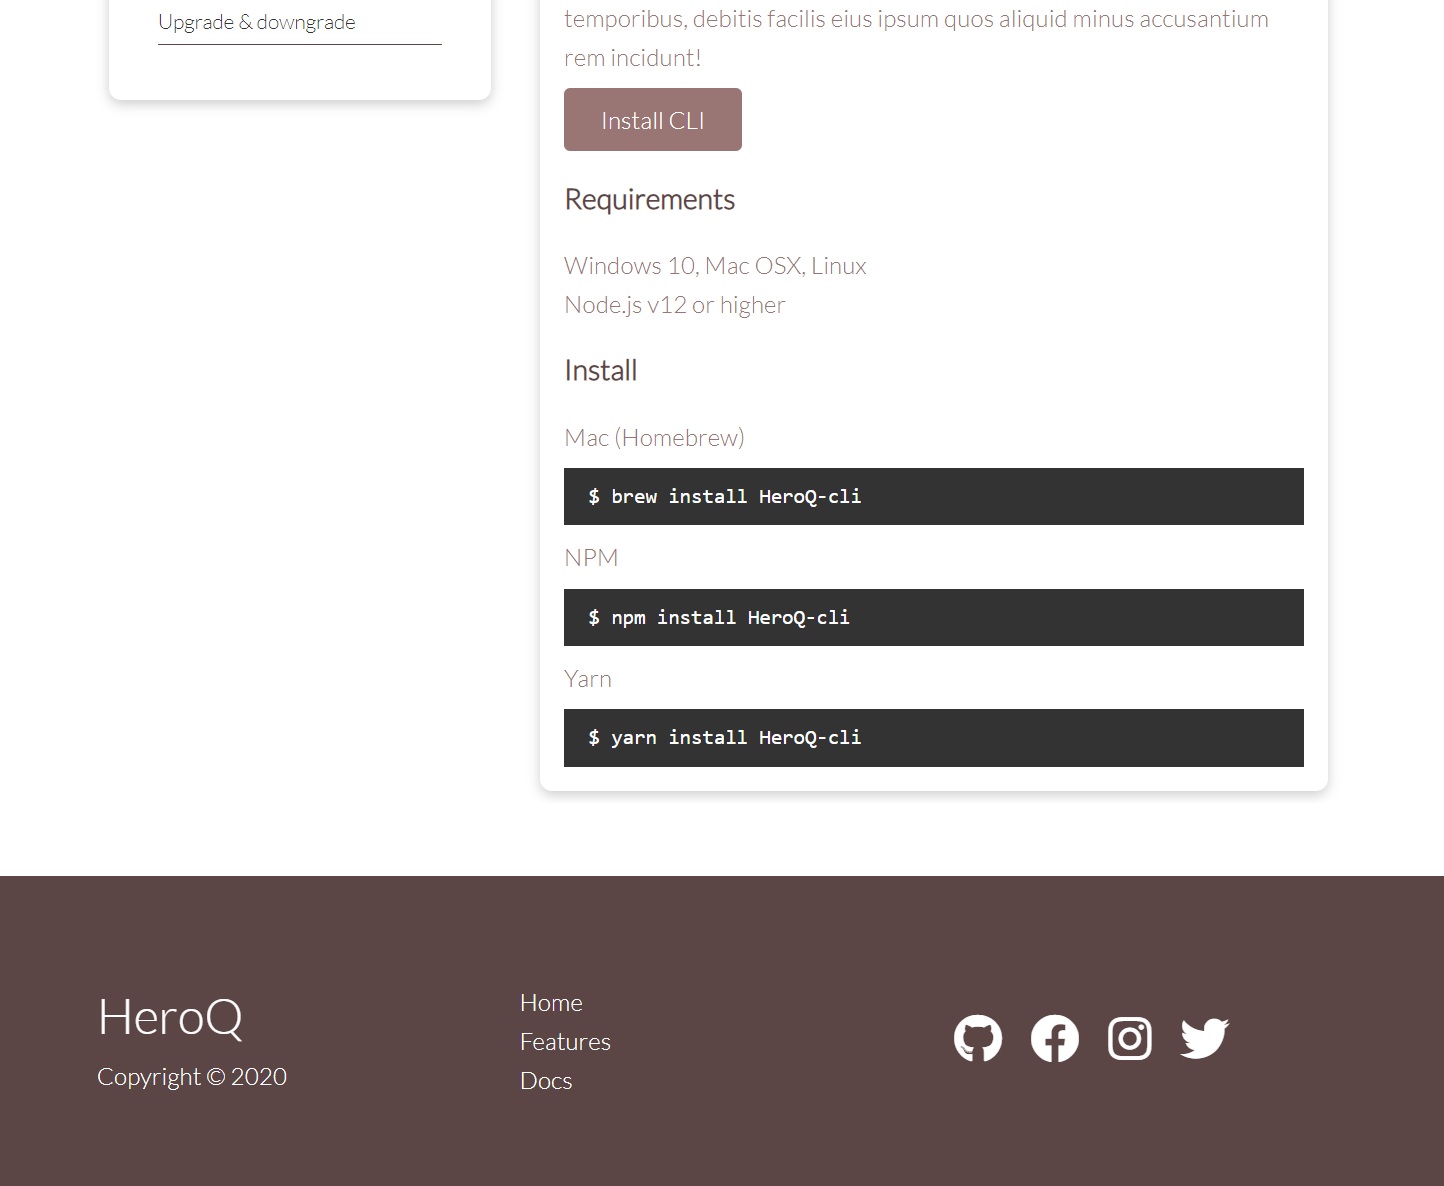 Upgrade & downgrade
temporibus, debitis facilis eius ipsum quos aliquid minus accusantium
rem incidunt!
Install CLI
Requirements
Windows 10, Mac OSX, Linux
Node.js v12 or higher
Install
Mac (Homebrew)
$ brew install HeroQ-cli
NPM
$ npm install HeroQ-cli
Yarn
$ yarn install HeroQ-cli
HeroQ
Copyright © 2020
Home
Features
Docs